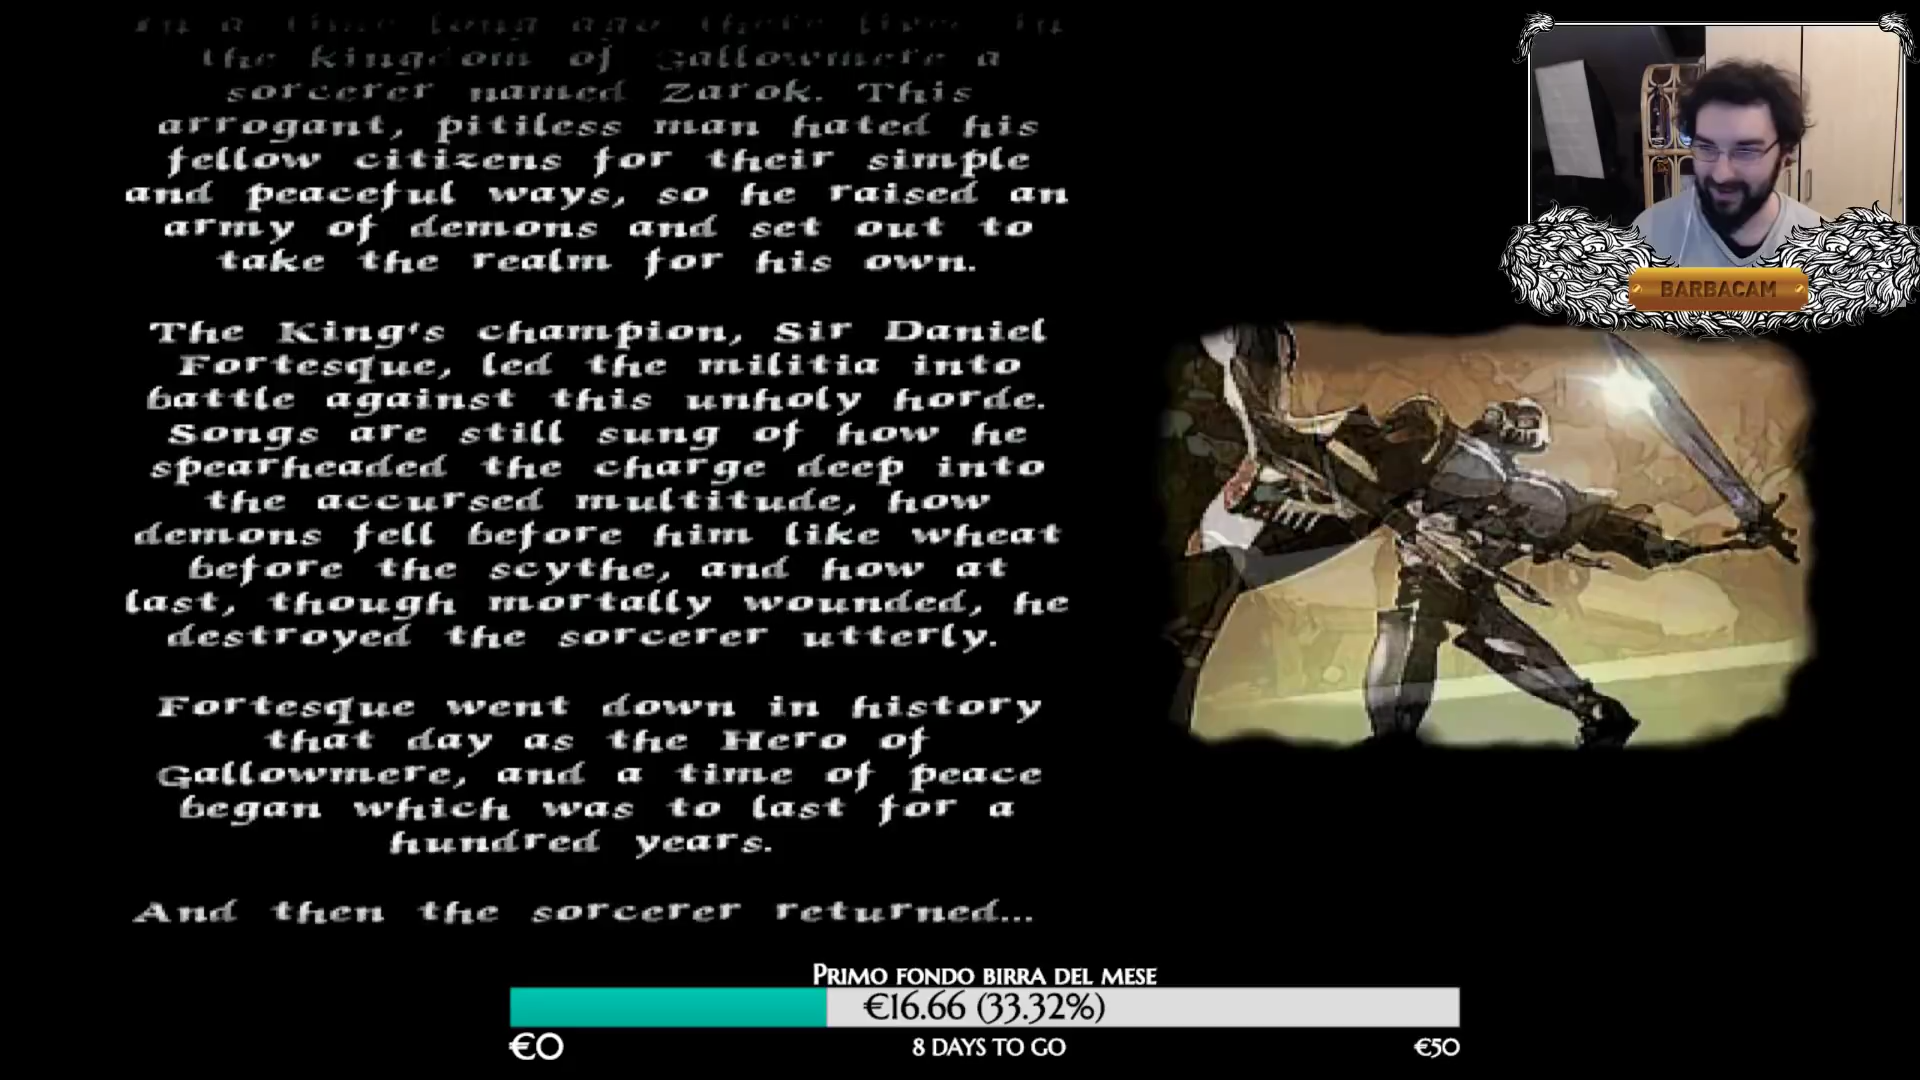 In a time long ago there lived in
the kingdom of Gallowmere a
sorcerer named Zarok. This
arrogant, pitiless man hated his
fellow citizens for their simple
and peaceful ways, so he raised an
army of demons and set out to
take the realm for his own.
The King's champion, Sir Daniel
Fortesque, led the militia into
battle against this unholy horde.
Songs are still sung of how he
spearheaded the charge deep into
the accursed multitude, how
demons fell before him like wheat
before the scythe, and how at
last, though mortally wounded, he
destroyed the sorcerer utterly.
Fortesque went down in history
that day as the Hero of
Gallowmere, and a time of peace
began which was to last for a
hundred years.
And then the sorcerer returned...
BARBACAM
PRIMO FONDO BIRRA DEL MESE
€16.66 (33.32%)
€0
8 DAYS TO GO
€50